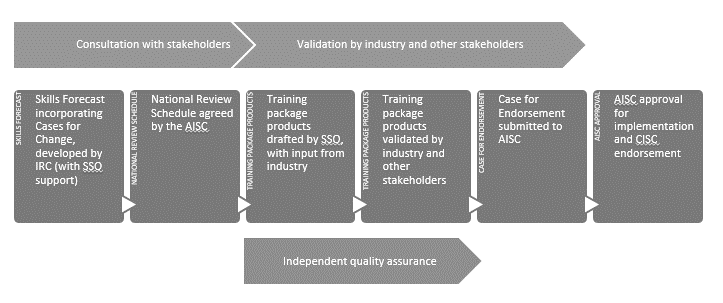 Consultation with stakeholders
Validation by industry and other stakeholders
SKILLS FORECAST
Skills Forecast
incorporating
Cases for
Change,
developed by
IRC (with SSO
support)
NATIONAL REVIEW SCHEDULE
National Review
Schedule agreed
by the AISC
TRAINING PACKAGE PRODUCTS
Training
package
products
drafted by SSO,
with input from
industry
TRAINING PACKAGE PRODUCTS
Training
package
products
validated by
industry and
other
stakeholders
CASE FOR ENDORSEMENT
Case for
Endorsement
submitted to
AISC
AISC APPROVAL
AISC approval
for
implementation
and CISC
endorsement
Independent quality assurance